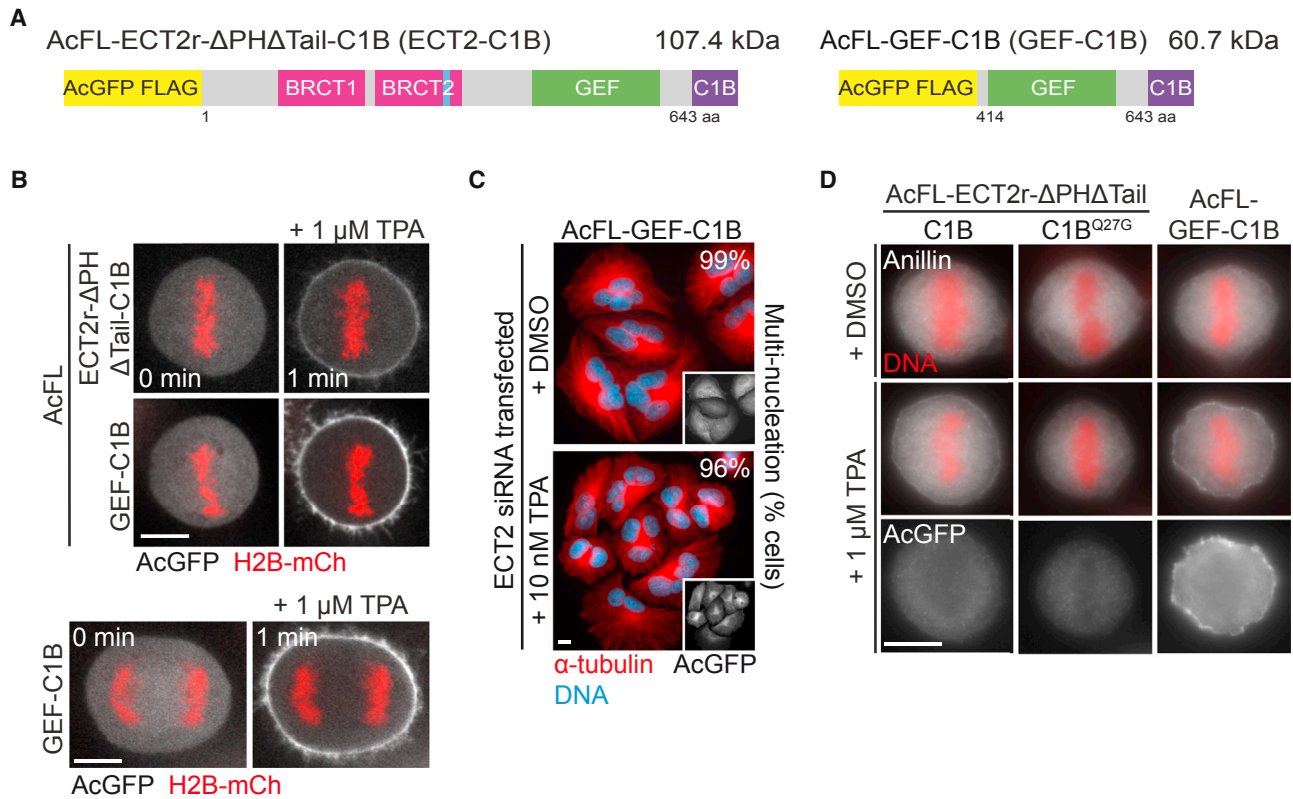 A
AcFL-ECT2r-ΔPHΔTail-C1B (ECT2-C1B) 107.4 kDa
AcFL-GEF-C1B (GEF-C1B) 60.7 kDa
AcGFP FLAG BRCT1 BRCT2 GEF C1B
1 643 aa
AcGFP FLAG GEF C1B
414 643 aa
B
+ 1 µM TPA
AcFL
ECT2r-ΔPH
ΔTail-C1B
0 min 1 min
GEF-C1B
AcGFP H2B-mCh
+ 1 µM TPA
GEF-C1B
0 min 1 min
AcGFP H2B-mCh
C
AcFL-GEF-C1B
ECT2 siRNA transfected
+ DMSO
99%
+ 10 nM TPA
96%
Multi-nucleation (% cells)
α-tubulin AcGFP
DNA
D
AcFL-ECT2r-ΔPHΔTail
AcFL-
GEF-C1B
C1B C1BQ27G
+ DMSO
Anillin
DNA
+ 1 µM TPA
AcGFP